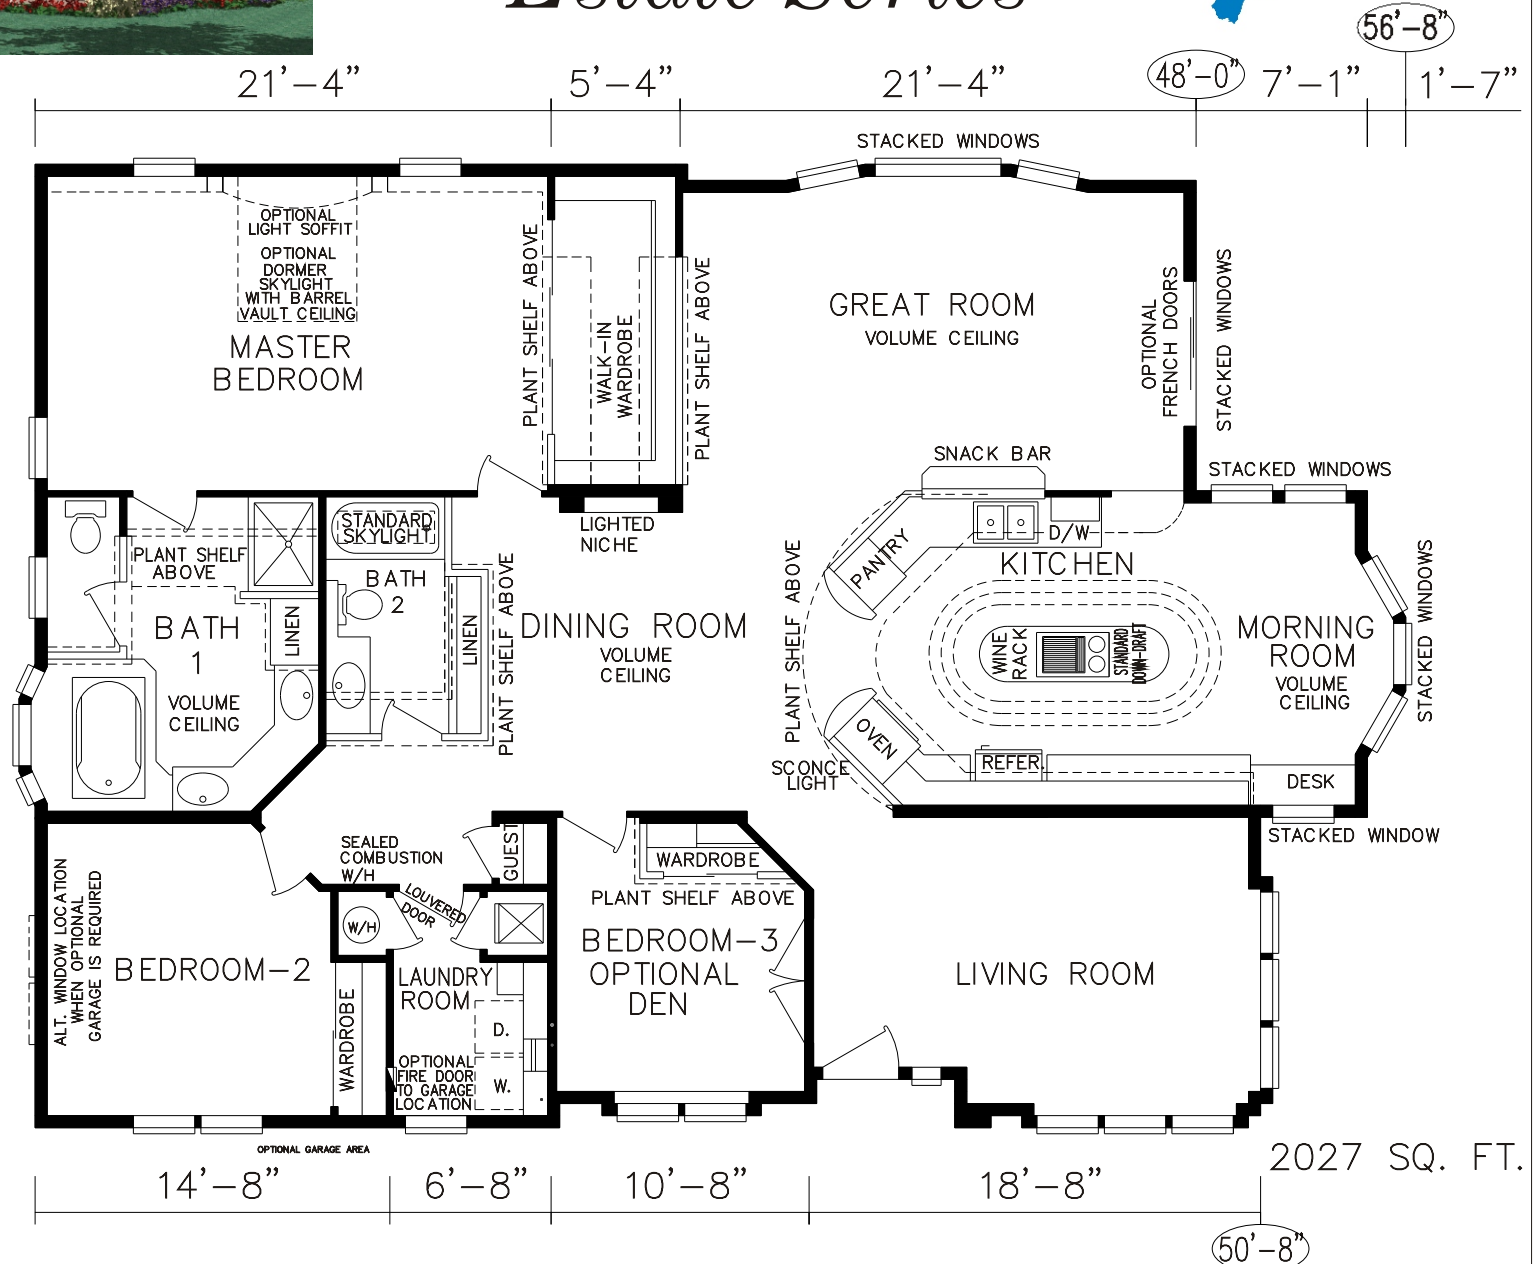 Estate Series
56'-8"
21'-4"
5'-4"
21'-4"
48'-0"
7'-1"
1'-7"
STACKED WINDOWS
OPTIONAL
LIGHT SOFFIT
OPTIONAL
DORMER
SKYLIGHT
WITH BARREL
VAULT CEILING
MASTER
BEDROOM
PLANT SHELF ABOVE
WALK-IN
WARDROBE
PLANT SHELF ABOVE
GREAT ROOM
VOLUME CEILING
OPTIONAL
FRENCH DOORS
STACKED WINDOWS
SNACK BAR
STACKED WINDOWS
LIGHTED
NICHE
STANDARD
SKYLIGHT
PLANT SHELF
ABOVE
BATH
2
BATH
1
LINEN
LINEN
VOLUME
CEILING
PLANT SHELF ABOVE
DINING ROOM
VOLUME
CEILING
PLANT SHELF ABOVE
PANTRY
D/W
KITCHEN
WINE
RACK
STANDARD
DOWN-DRAFT
MORNING
ROOM
VOLUME
CEILING
STACKED WINDOWS
OVEN
SCONCE
LIGHT
REFER.
DESK
STACKED WINDOW
SEALED
COMBUSTION
W/H
GUEST
WARDROBE
PLANT SHELF ABOVE
ALT. WINDOW LOCATION
WHEN OPTIONAL
GARAGE IS REQUIRED
BEDROOM-2
WARDROBE
W/H
LOUVERED
DOOR
LAUNDRY
ROOM
D.
W.
OPTIONAL
FIRE DOOR
TO GARAGE
LOCATION
BEDROOM-3
OPTIONAL
DEN
LIVING ROOM
OPTIONAL GARAGE AREA
2027 SQ. FT.
14'-8"
6'-8"
10'-8"
18'-8"
50'-8"